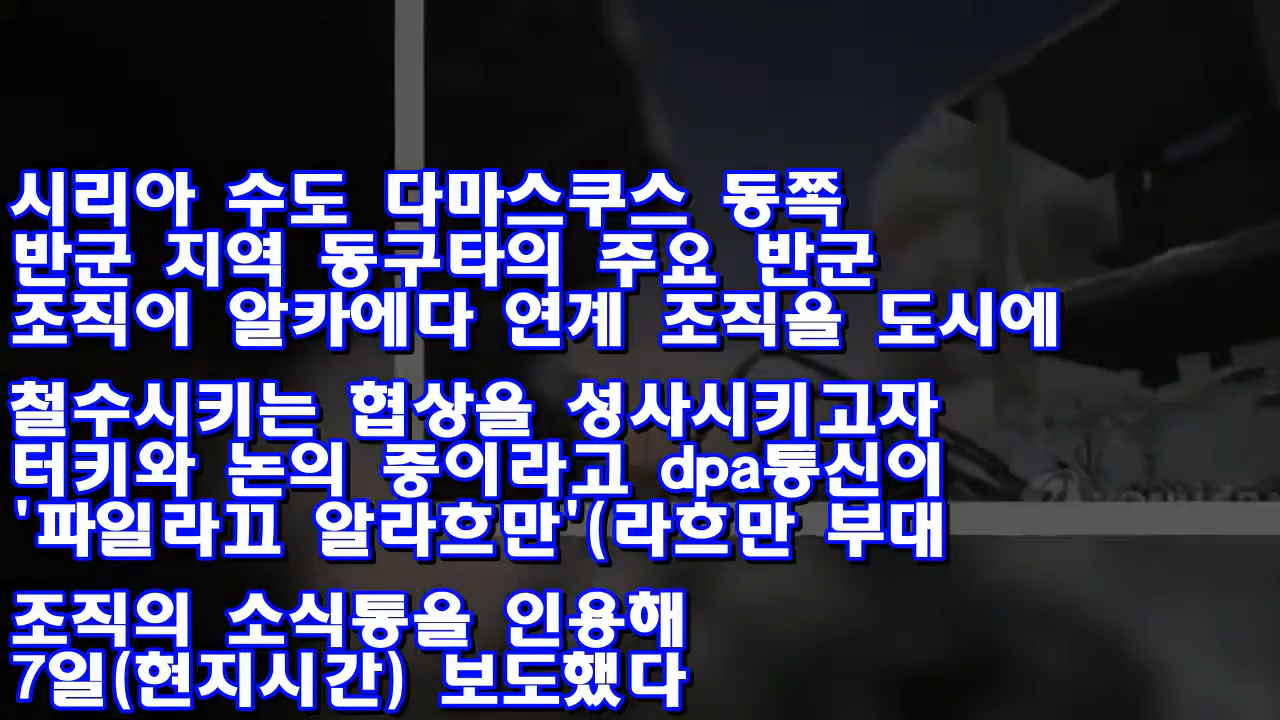 시리아 수도 다마스쿠스 동쪽
반군 지역 동구타의 주요 반군
조직이 알카에다 연계 조직을 도시에
철수시키는 협상을 성사시키고자
터키와 논의 중이라고 dpa통신이
'파일라끄 알라흐만'(라흐만 부대
조직의 소식통을 인용해
7일(현지시간) 보도했다